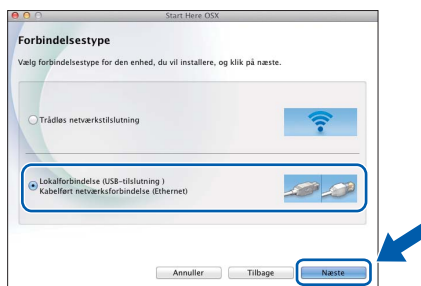 Start Here OSX
Forbindelsestype
Vælg forbindelsestype for den enhed, du vil installere, og klik på næste.
Trådløs netværkstilslutning
Lokalforbindelse (USB-tilslutning )
Kabelført netværksforbindelse (Ethernet)
Annuller Tilbage Næste